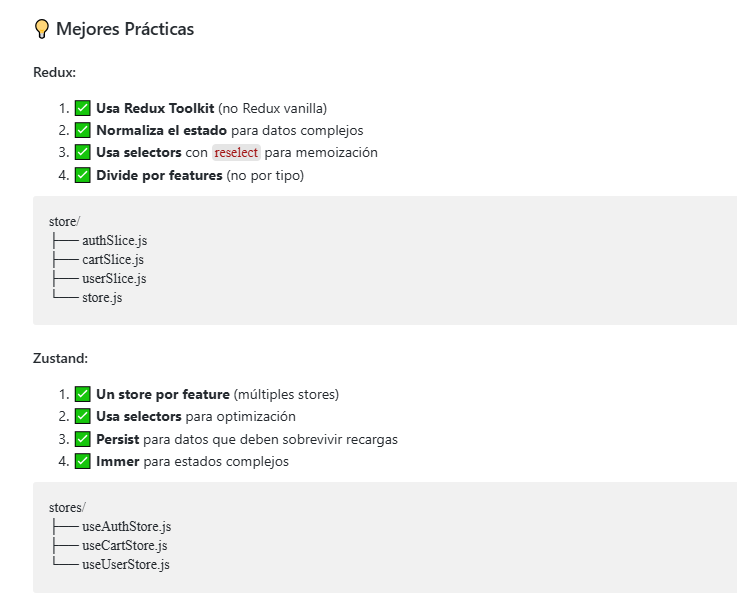 💡 Mejores Prácticas
Redux:
1. ✅ Usa Redux Toolkit (no Redux vanilla)
2. ✅ Normaliza el estado para datos complejos
3. ✅ Usa selectors con reselect para memoización
4. ✅ Divide por features (no por tipo)
store/
├── authSlice.js
├── cartSlice.js
├── userSlice.js
└── store.js
Zustand:
1. ✅ Un store por feature (múltiples stores)
2. ✅ Usa selectors para optimización
3. ✅ Persist para datos que deben sobrevivir recargas
4. ✅ Immer para estados complejos
stores/
├── useAuthStore.js
├── useCartStore.js
└── useUserStore.js